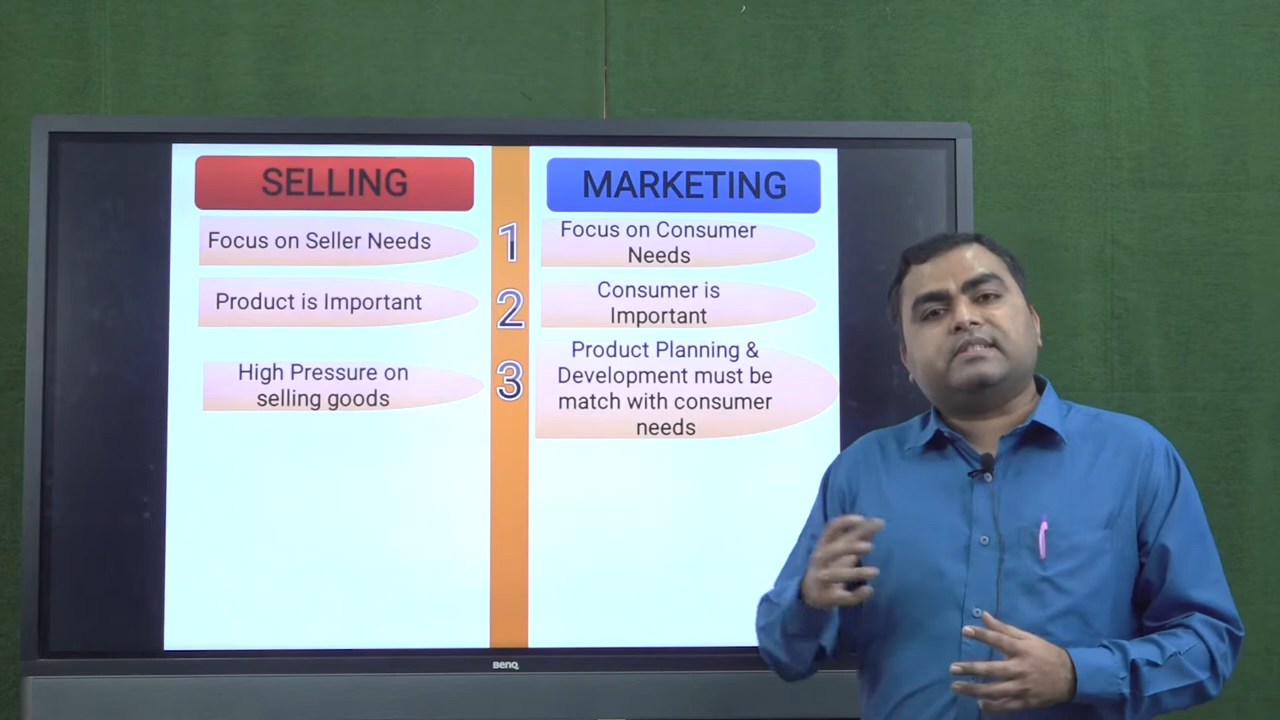 SELLING
MARKETING
Focus on Seller Needs
1
Focus on Consumer
Needs
Product is Important
2
Consumer is
Important
High Pressure on
selling goods
3
Product Planning &
Development must be
match with consumer
needs
BenQ